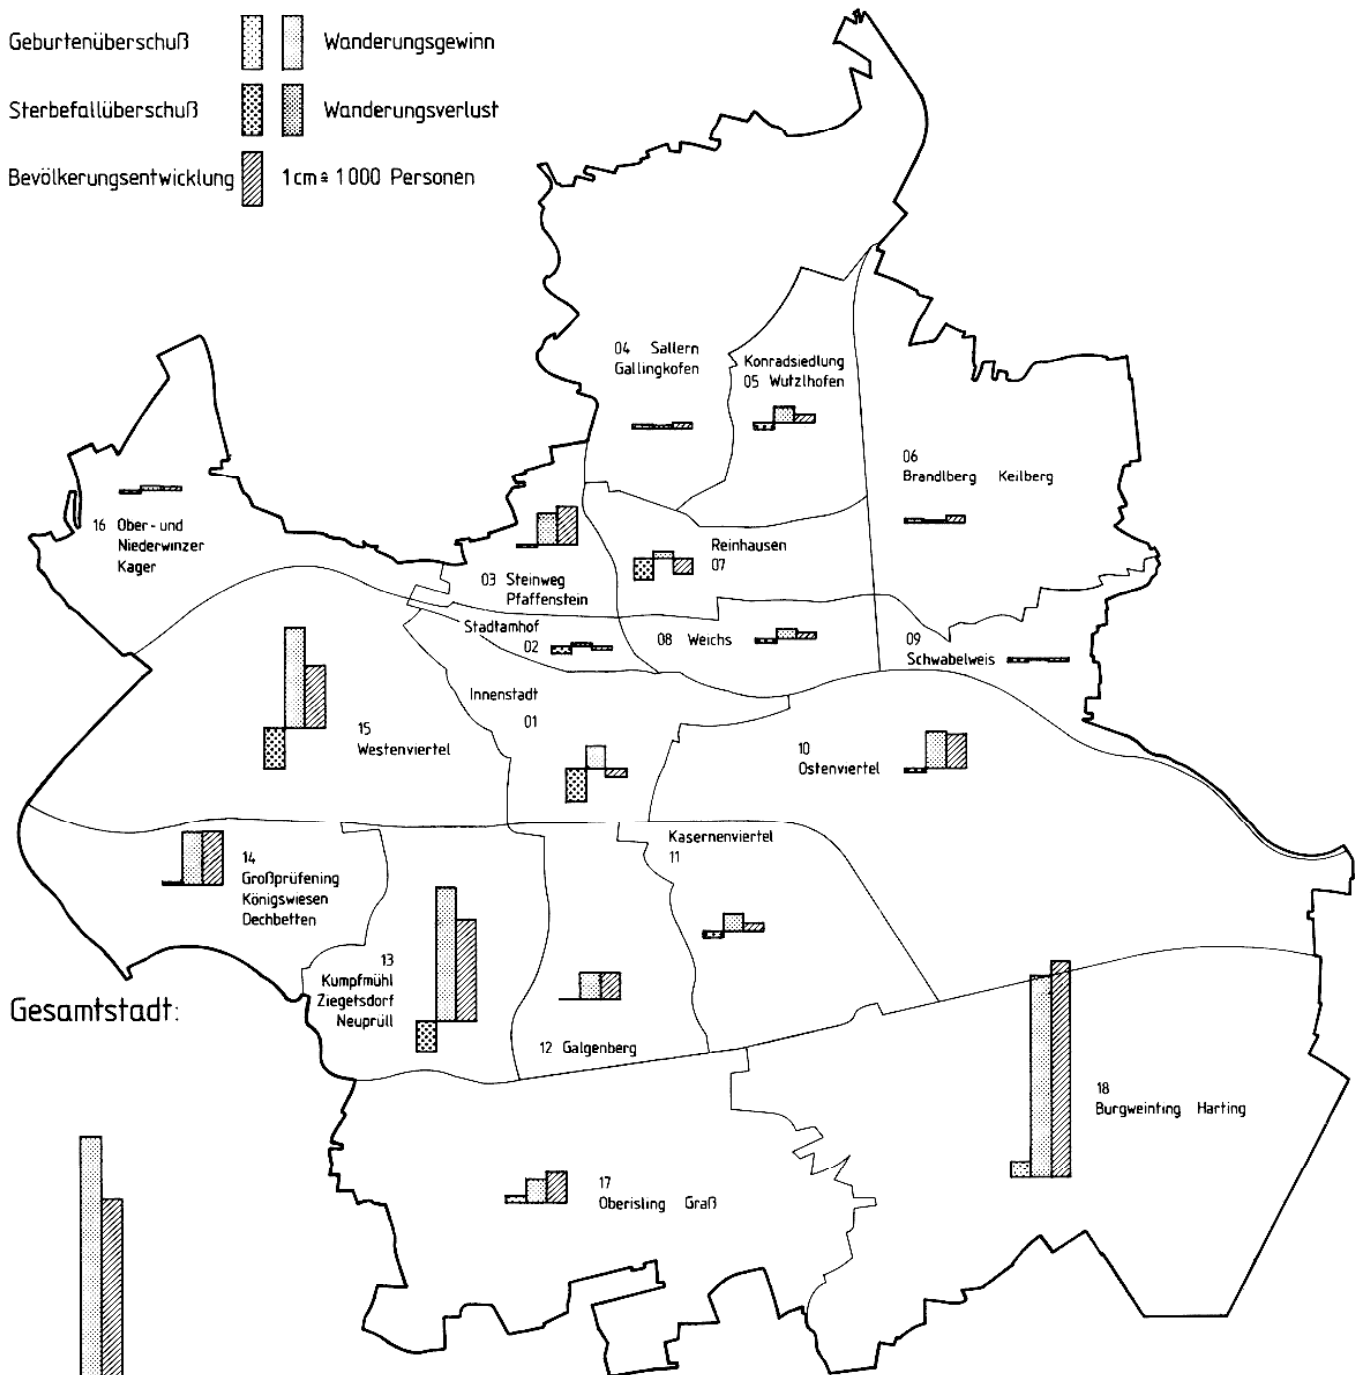 Geburtenüberschuß Wanderungsgewinn
Sterbefallüberschuß Wanderungsverlust
Bevölkerungsentwicklung 1cm ≙ 1000 Personen
04 Sallern
Gallingkofen
Konradsiedlung
05 Wutzlhofen
06
Brandlberg Keilberg
16 Ober- und
Niederwinzer
Kager
03 Steinweg
Pfaffenstein
Reinhausen
07
Stadtamhof
02
08 Weichs
09
Schwabelweis
Innenstadt
01
15
Westenviertel
10
Ostenviertel
Kasernenviertel
11
14
Großprüfening
Königswiesen
Dechbetten
13
Kumpfmühl
Ziegetsdorf
Neuprüll
12 Galgenberg
Gesamtstadt:
18
Burgweinting Harting
17
Oberisling Graß